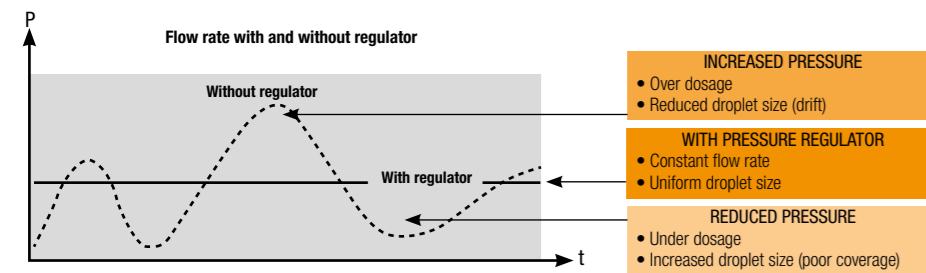 P
Flow rate with and without regulator
Without regulator
With regulator
t
INCREASED PRESSURE
• Over dosage
• Reduced droplet size (drift)
WITH PRESSURE REGULATOR
• Constant flow rate
• Uniform droplet size
REDUCED PRESSURE
• Under dosage
• Increased droplet size (poor coverage)